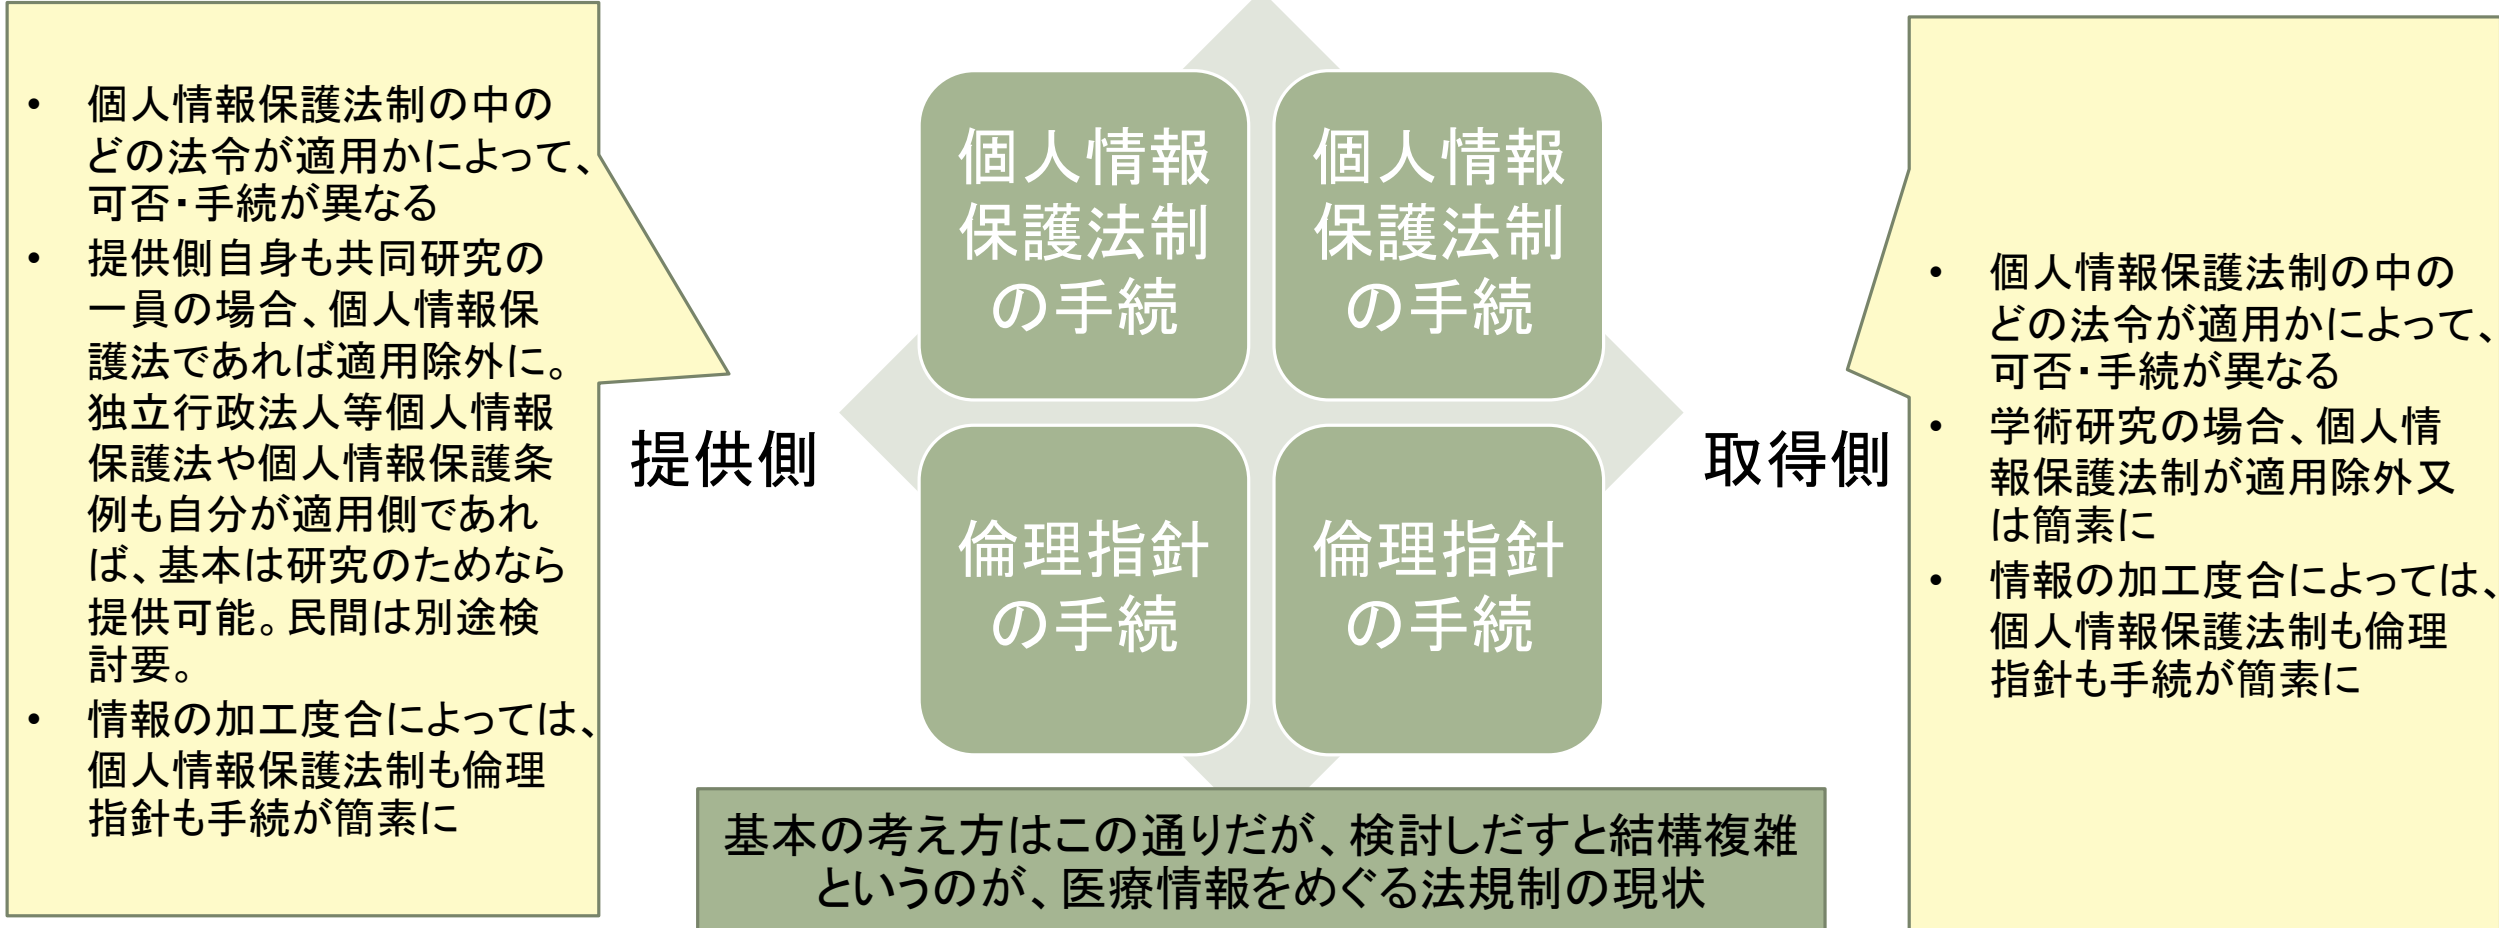 • 個人情報保護法制の中の
どの法令が適用かによって、
可否・手続が異なる
• 提供側自身も共同研究の
一員の場合、個人情報保
護法であれば適用除外に。
独立行政法人等個人情報
保護法や個人情報保護条
例も自分が適用側であれ
ば、基本は研究のためなら
提供可能。民間は別途検
討要。
• 情報の加工度合によっては、
個人情報保護法制も倫理
指針も手続が簡素に
提供側
個人情報
保護法制
の手続
個人情報
保護法制
の手続
倫理指針
の手続
倫理指針
の手続
取得側
• 個人情報保護法制の中の
どの法令が適用かによって、
可否・手続が異なる
• 学術研究の場合、個人情
報保護法制が適用除外又
は簡素に
• 情報の加工度合によっては、
個人情報保護法制も倫理
指針も手続が簡素に
基本の考え方はこの通りだが、検討しだすと結構複雑
というのが、医療情報をめぐる法規制の現状